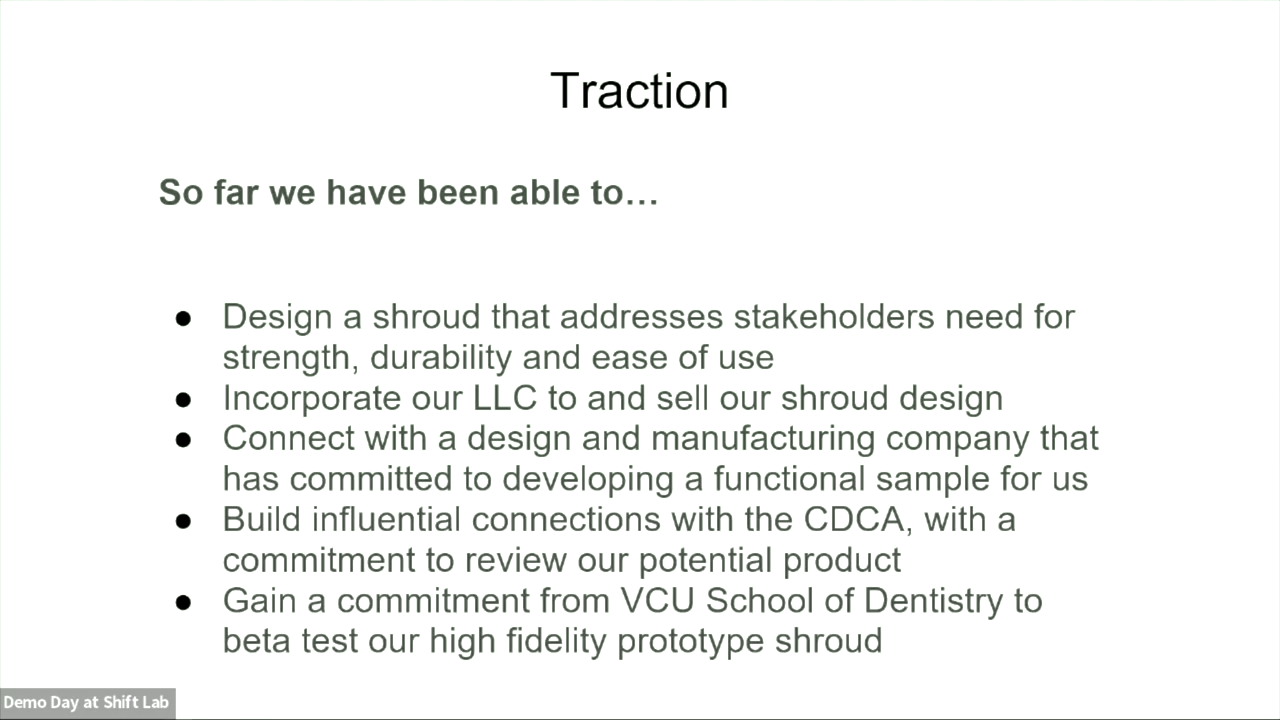 Traction
So far we have been able to…
● Design a shroud that addresses stakeholders need for
strength, durability and ease of use
● Incorporate our LLC to and sell our shroud design
● Connect with a design and manufacturing company that
has committed to developing a functional sample for us
● Build influential connections with the CDCA, with a
commitment to review our potential product
● Gain a commitment from VCU School of Dentistry to
beta test our high fidelity prototype shroud
Demo Day at Shift Lab